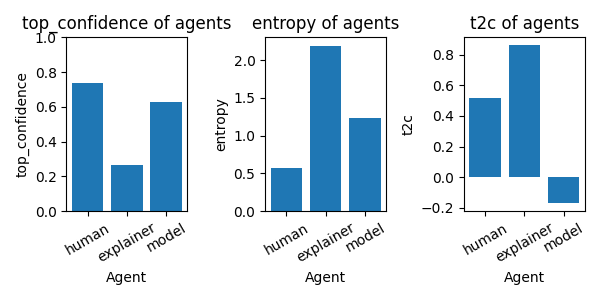 top_confidence of agents
1.0
0.8
0.6
0.4
0.2
0.0
top_confidence
human
explainer
model
Agent
entropy of agents
2.0
1.5
1.0
0.5
0.0
entropy
human
explainer
model
Agent
t2c of agents
0.8
0.6
0.4
0.2
0.0
−0.2
t2c
human
explainer
model
Agent